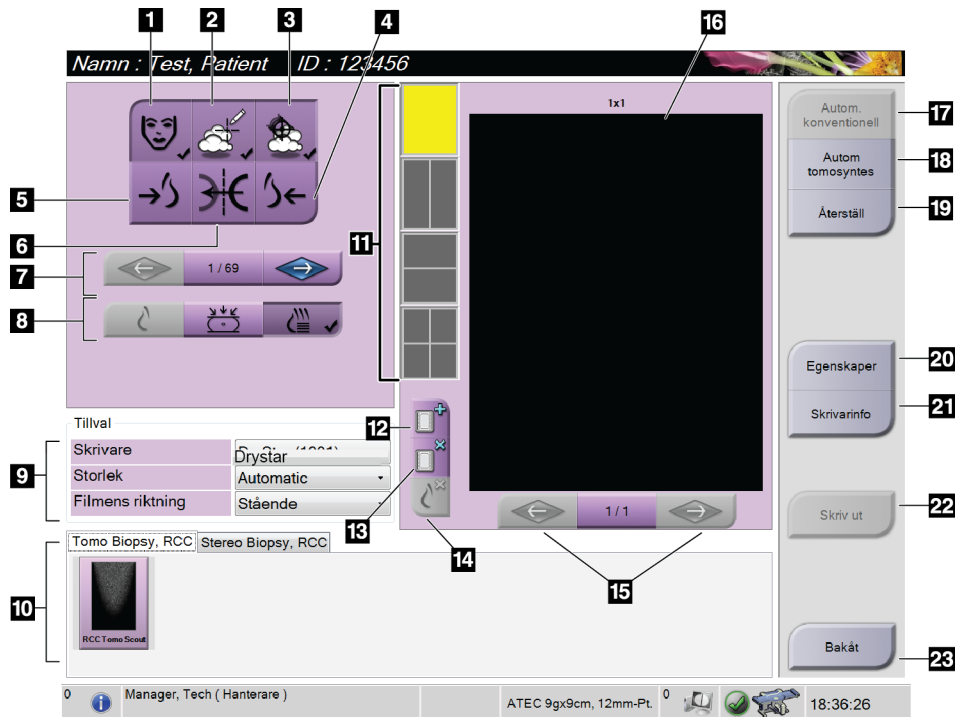 1 2 3 4 16
Namn : Test, Patient ID : 123456
1x1
Autom. konventionell 17
Autom tomosyntes 18
Återställ 19
5
6
11
7 1 / 69
8
Egenskaper 20
Skrivarinfo 21
12
Tillval
9
Skrivare Drystar
Storlek Automatic
Filmens riktning Stående
13
14
1 / 1
15
Skriv ut 22
Tomo Biopsy, RCC Stereo Biopsy, RCC
10
RCC Tomo Scout
Bakåt 23
0 Manager, Tech ( Hanterare ) ATEC 9gx9cm, 12mm-Pt. 0 18:36:26